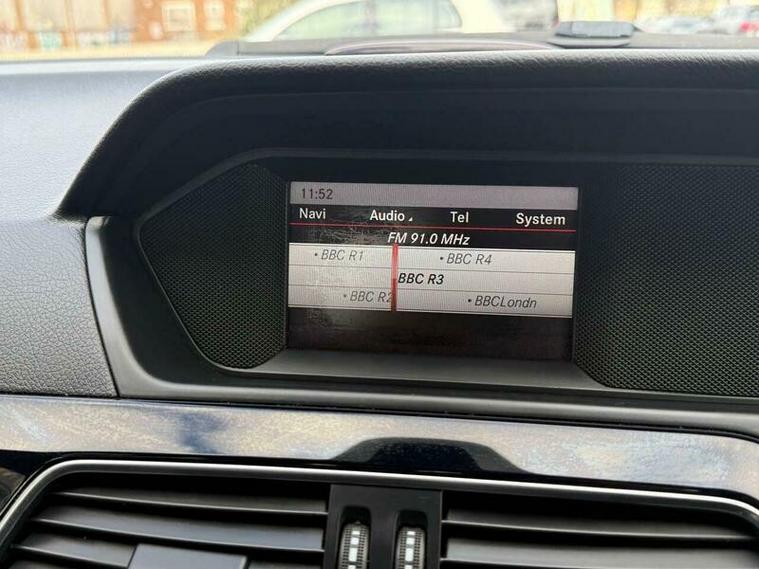 11:52
Navi Audio Tel System
FM 91.0 MHz
• BBC R1 • BBC R4
BBC R3
• BBC R2 • BBCLondn